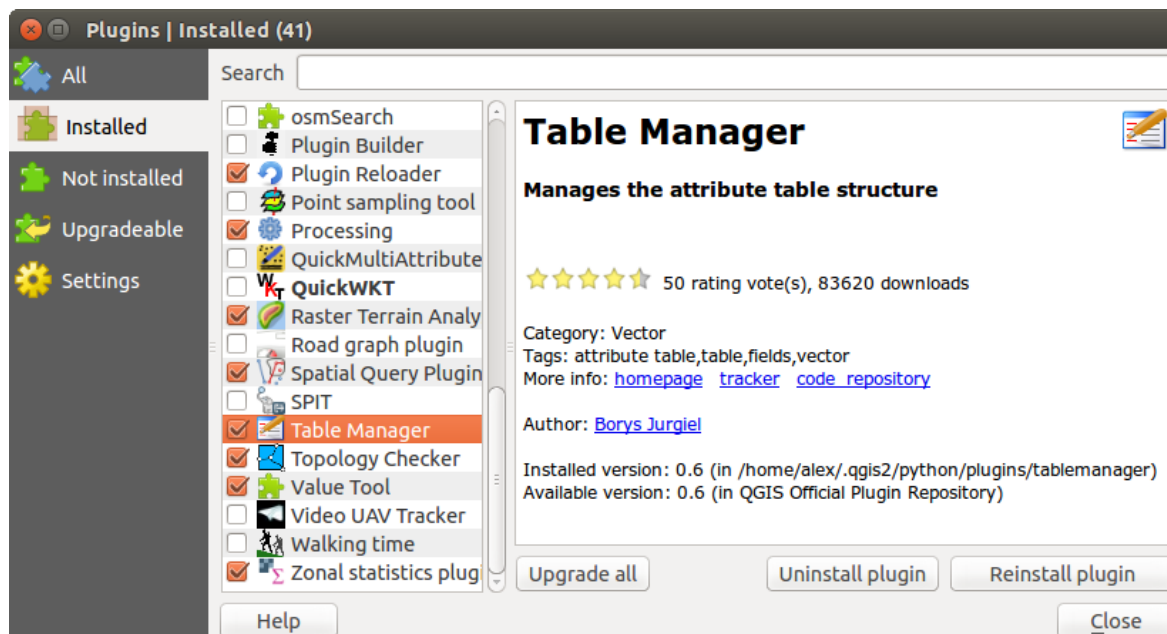 Plugins | Installed (41)
All
Installed
Not installed
Upgradeable
Settings
Search
osmSearch
Plugin Builder
Plugin Reloader
Point sampling tool
Processing
QuickMultiAttribute
QuickWKT
Raster Terrain Analy
Road graph plugin
Spatial Query Plugin
SPIT
Table Manager
Topology Checker
Value Tool
Video UAV Tracker
Walking time
Zonal statistics plugi
Table Manager
Manages the attribute table structure
50 rating vote(s), 83620 downloads
Category: Vector
Tags: attribute table,table,fields,vector
More info: homepage tracker code repository
Author: Borys Jurgiel
Installed version: 0.6 (in /home/alex/.qgis2/python/plugins/tablemanager)
Available version: 0.6 (in QGIS Official Plugin Repository)
Upgrade all
Uninstall plugin
Reinstall plugin
Help
Close